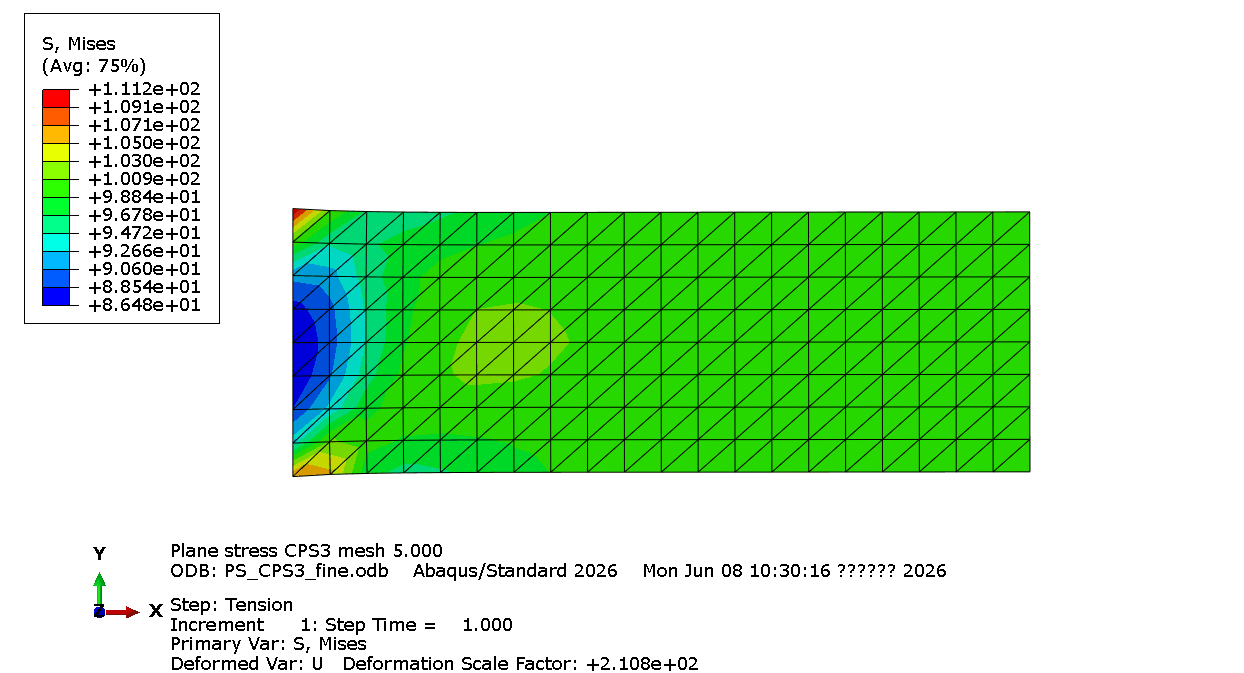 S, Mises
(Avg: 75%)
+1.112e+02
+1.091e+02
+1.071e+02
+1.050e+02
+1.030e+02
+1.009e+02
+9.884e+01
+9.678e+01
+9.472e+01
+9.266e+01
+9.060e+01
+8.854e+01
+8.648e+01
Y
Z
X
Plane stress CPS3 mesh 5.000
ODB: PS_CPS3_fine.odb    Abaqus/Standard 2026    Mon Jun 08 10:30:16 ?????? 2026
Step: Tension
Increment      1: Step Time =    1.000
Primary Var: S, Mises
Deformed Var: U   Deformation Scale Factor: +2.108e+02